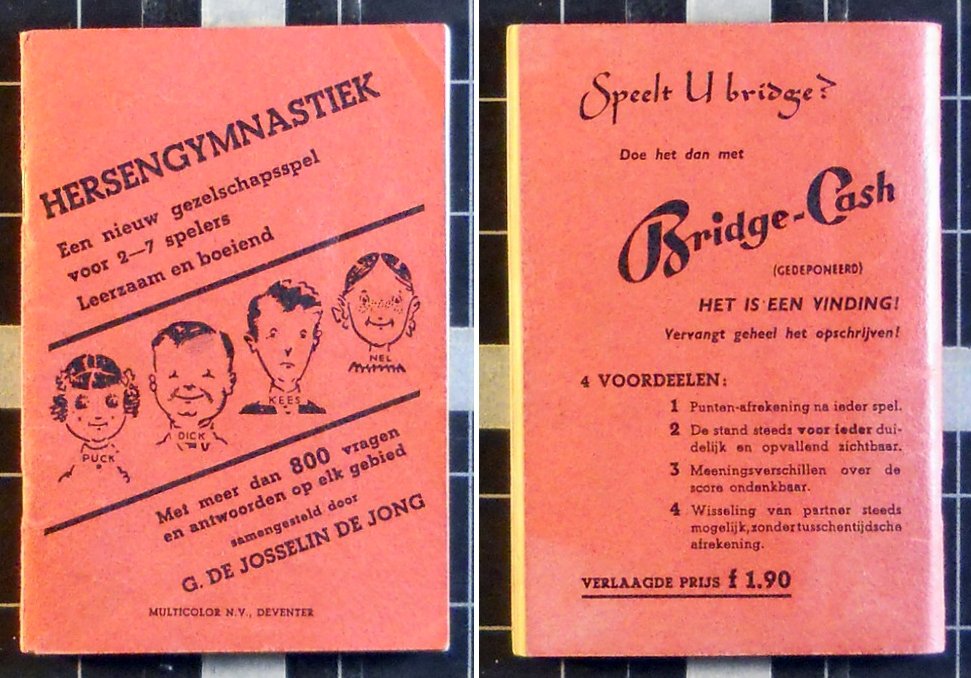 HERSENGYMNASTIEK
Een nieuw gezelschapsspel
voor 2—7 spelers
Leerzaam en boeiend
PUCK
DICK
KEES
NEL
Met meer dan 800 vragen
en antwoorden op elk gebied
samengesteld door
G. DE JOSSELIN DE JONG
MULTICOLOR N.V., DEVENTER
Speelt U bridge?
Doe het dan met
Bridge-Cash
(GEDEPONEERD)
HET IS EEN VINDING!
Vervangt geheel het opschrijven!
4 VOORDEELEN:
1 Punten-afrekening na ieder spel.
2 De stand steeds voor ieder dui-
delijk en opvallend zichtbaar.
3 Meeningsverschillen over de
score ondenkbaar.
4 Wisseling van partner steeds
mogelijk, zonder tusschentijdsche
afrekening.
VERLAAGDE PRIJS f 1.90